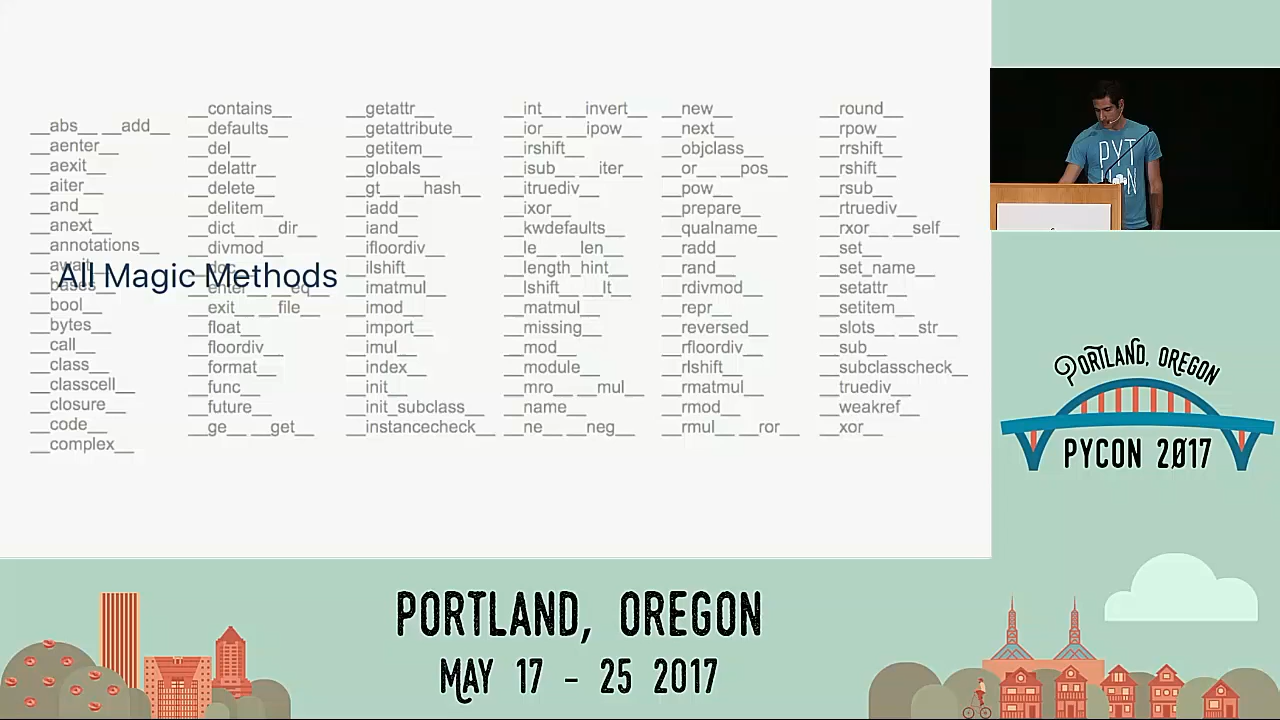 __abs__ __add__
__aenter__
__aexit__
__aiter__
__and__
__anext__
__annotations__
__await__
__bases__
__bool__
__bytes__
__call__
__class__
__classcell__
__closure__
__code__
__complex__
__contains__
__defaults__
__del__
__delattr__
__delete__
__delitem__
__dict__ __dir__
__divmod__
__doc__
__enter__ __eq__
__exit__ __file__
__float__
__floordiv__
__format__
__func__
__future__
__ge__ __get__
__getattr__
__getattribute__
__getitem__
__globals__
__gt__ __hash__
__iadd__
__iand__
__ifloordiv__
__ilshift__
__imatmul__
__imod__
__import__
__imul__
__index__
__init__
__init_subclass__
__instancecheck__
__int__ __invert__
__ior__ __ipow__
__irshift__
__isub__ __iter__
__itruediv__
__ixor__
__kwdefaults__
__le__ __len__
__length_hint__
__lshift__ __lt__
__matmul__
__missing__
__mod__
__module__
__mro__ __mul__
__name__
__ne__ __neg__
__new__
__next__
__objclass__
__or__ __pos__
__pow__
__prepare__
__qualname__
__radd__
__rand__
__rdivmod__
__repr__
__reversed__
__rfloordiv__
__rlshift__
__rmatmul__
__rmod__
__rmul__ __ror__
__round__
__rpow__
__rrshift__
__rshift__
__rsub__
__rtruediv__
__rxor__ __self__
__set__
__set_name__
__setattr__
__setitem__
__slots__ __str__
__sub__
__subclasscheck__
__truediv__
__weakref__
__xor__
All Magic Methods
PORTLAND, OREGON
PYCON 2017
PORTLAND, OREGON
MAY 17 - 25 2017